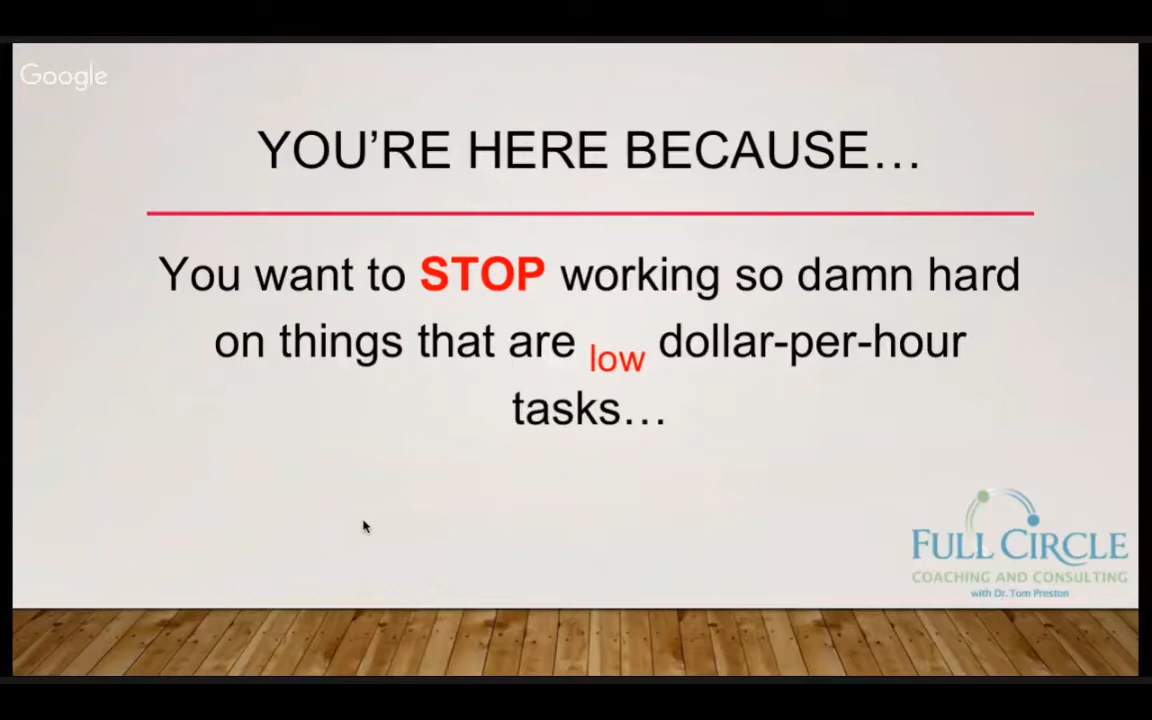 Google
YOU’RE HERE BECAUSE…
You want to STOP working so damn hard
on things that are low dollar-per-hour
tasks…
FULL CIRCLE
COACHING AND CONSULTING
with Dr. Tom Preston